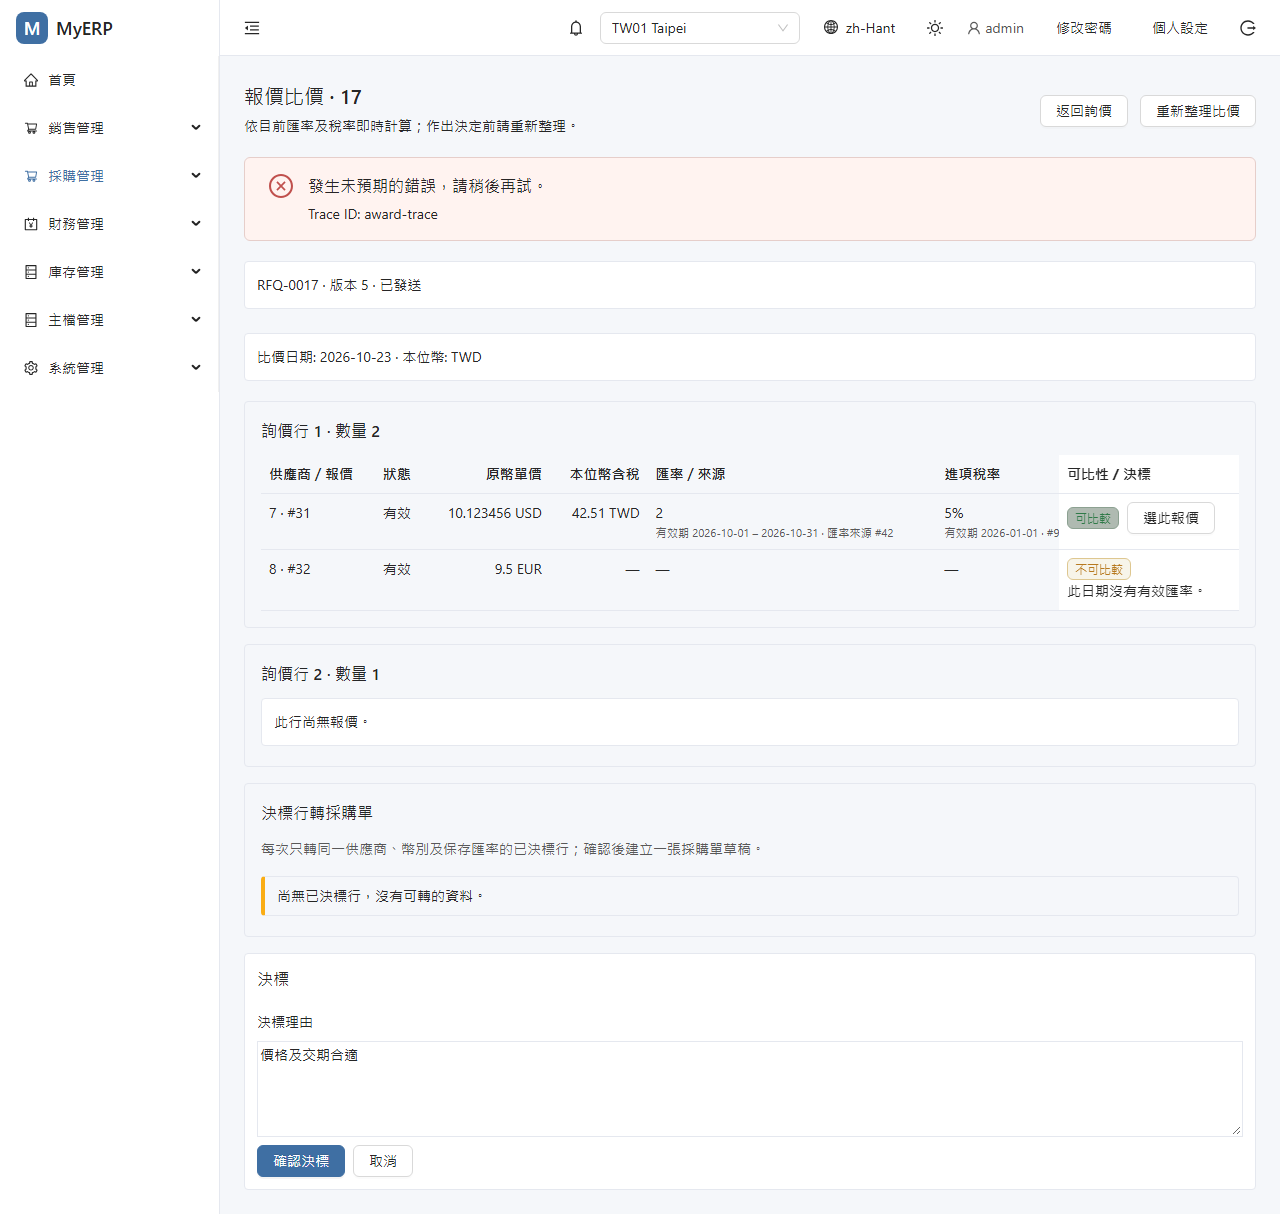 M MyERP
TW01 Taipei
zh-Hant
admin
修改密碼
個人設定
首頁
銷售管理
採購管理
財務管理
庫存管理
主檔管理
系統管理
報價比價 · 17
依目前匯率及稅率即時計算；作出決定前請重新整理。
返回詢價
重新整理比價
發生未預期的錯誤，請稍後再試。
Trace ID: award-trace
RFQ-0017 · 版本 5 · 已發送
比價日期: 2026-10-23 · 本位幣: TWD
詢價行 1 · 數量 2
供應商 / 報價 狀態 原幣單價 本位幣含稅 匯率 / 來源 進項稅率 可比性 / 決標
7 · #31 有效 10.123456 USD 42.51 TWD 2 5% 可比較 選此報價
有效期 2026-10-01 – 2026-10-31 · 匯率來源 #42 有效期 2026-01-01 · #9
8 · #32 有效 9.5 EUR — — — 不可比較
此日期沒有有效匯率。
詢價行 2 · 數量 1
此行尚無報價。
決標行轉採購單
每次只轉同一供應商、幣別及保存匯率的已決標行；確認後建立一張採購單草稿。
尚無已決標行，沒有可轉的資料。
決標
決標理由
價格及交期合適
確認決標
取消